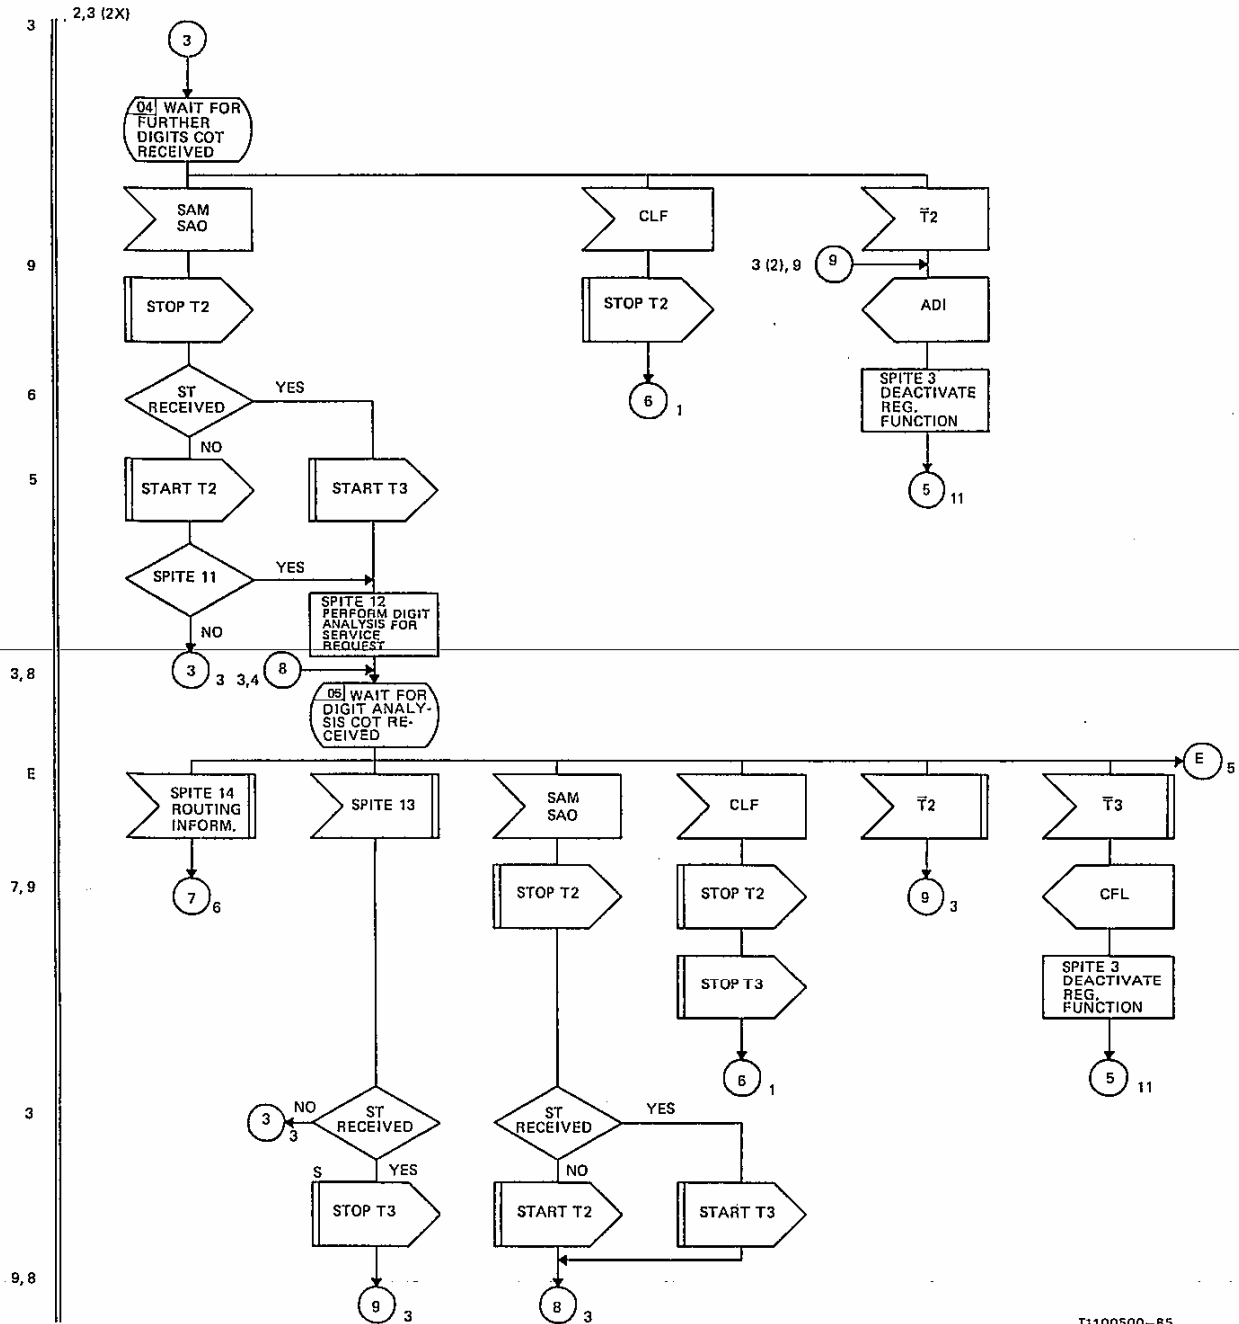 2,3 (2X)
3
3
04 WAIT FOR
FURTHER
DIGITS COT
RECEIVED
SAM
SAO
CLF
T̅2
9
3 (2), 9
9
STOP T2
STOP T2
ADI
6
ST
RECEIVED
YES
NO
6
1
SPITE 3
DEACTIVATE
REG.
FUNCTION
5
START T2
START T3
5
11
SPITE 11
YES
NO
SPITE 12
PERFORM DIGIT
ANALYSIS FOR
SERVICE
REQUEST
3,8
3
3
3,4
8
05 WAIT FOR
DIGIT ANALY-
SIS COT RE-
CEIVED
E
5
E
SPITE 14
ROUTING
INFORM.
SPITE 13
SAM
SAO
CLF
T̅2
T̅3
7,9
7
6
STOP T2
STOP T2
9
3
CFL
STOP T3
SPITE 3
DEACTIVATE
REG.
FUNCTION
6
1
5
11
3
3
3
NO
ST
RECEIVED
YES
ST
RECEIVED
YES
NO
S
STOP T3
START T2
START T3
9,8
9
3
8
3
T1100500-85